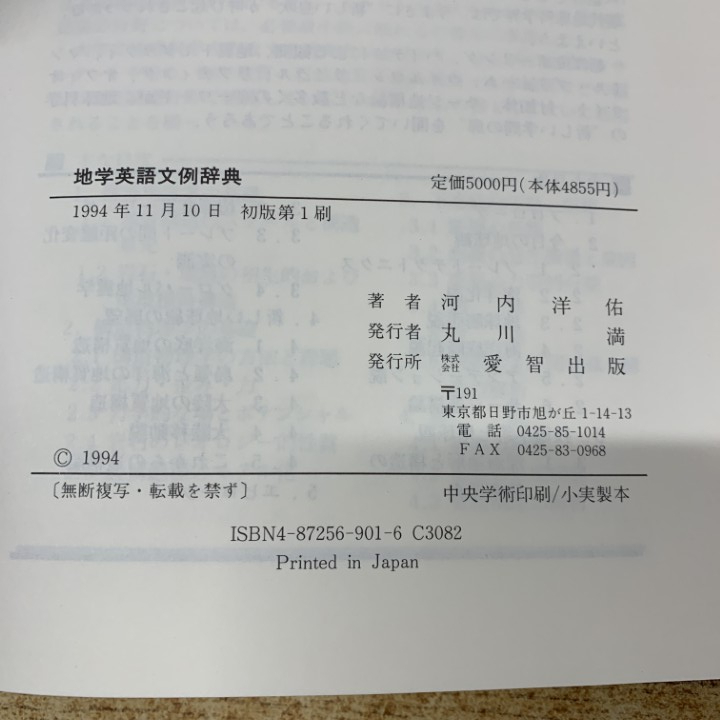 地学英語文例辞典
定価5000円(本体4855円)
1994年11月10日 初版第1刷
著者 河内洋佑
発行者 丸川 満
発行所 株式会社 愛智出版
〒191
東京都日野市旭が丘1-14-13
電話 0425-85-1014
FAX 0425-83-0968
© 1994
〔無断複写・転載を禁ず〕
中央学術印刷/小実製本
ISBN4-87256-901-6 C3082
Printed in Japan